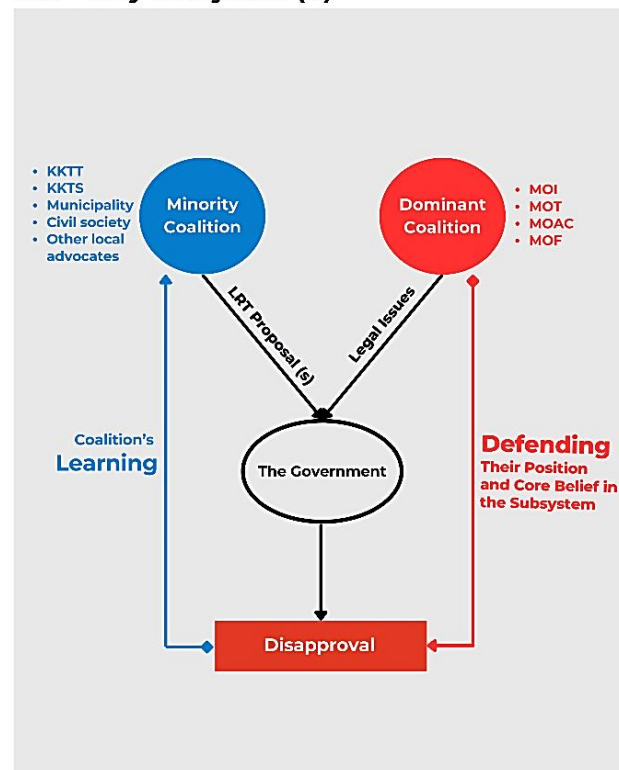 • KKTT
• KKTS
• Municipality
• Civil society
• Other local
advocates
Minority
Coalition
Dominant
Coalition
• MOI
• MOT
• MOAC
• MOF
LRT Proposal (s)
Legal Issues
Coalition's
Learning
The Government
Defending
Their Position
and Core Belief in
the Subsystem
Disapproval